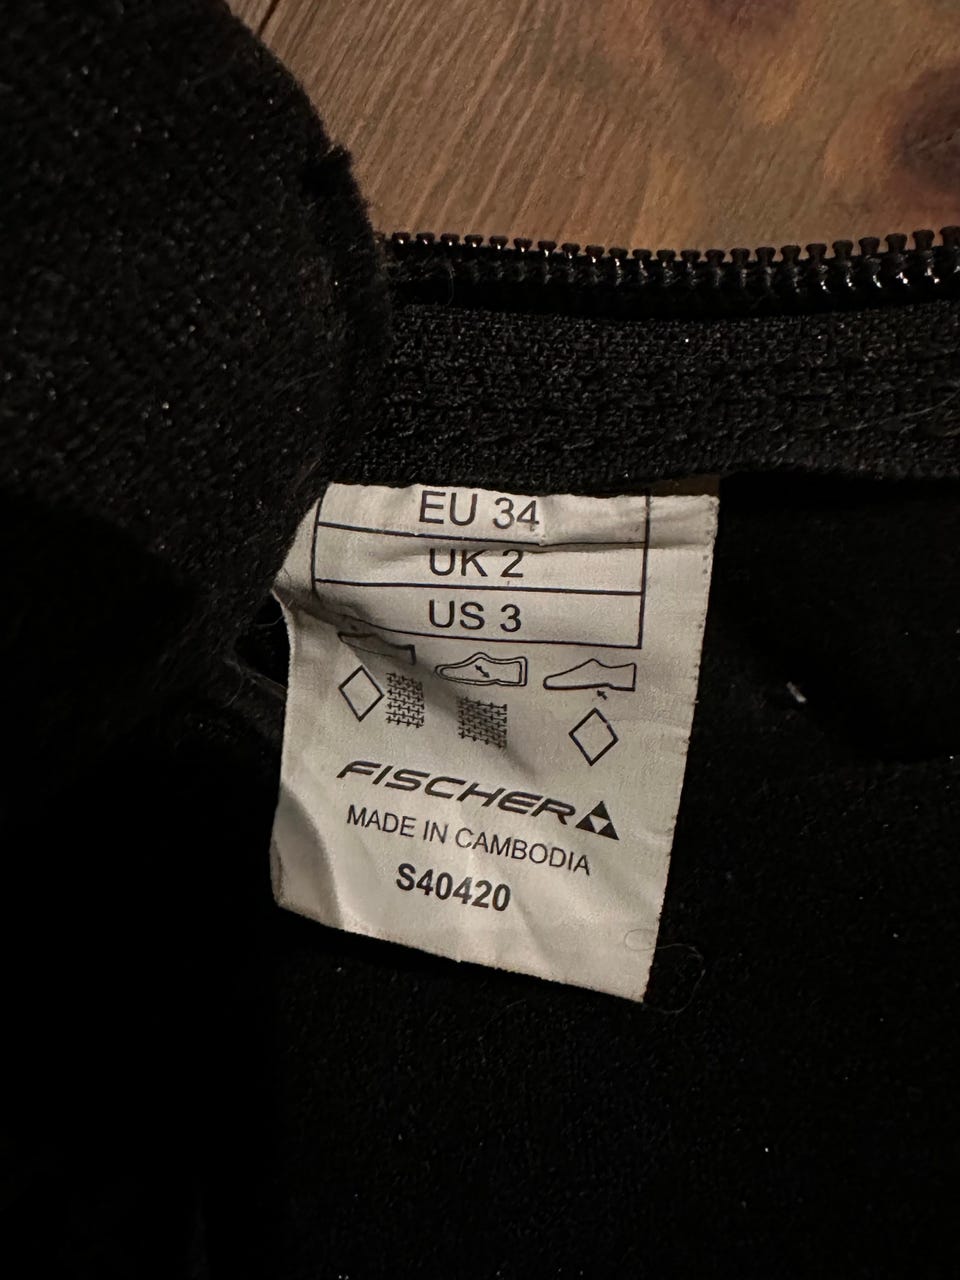 EU 34
UK 2
US 3
FISCHER
MADE IN CAMBODIA
S40420